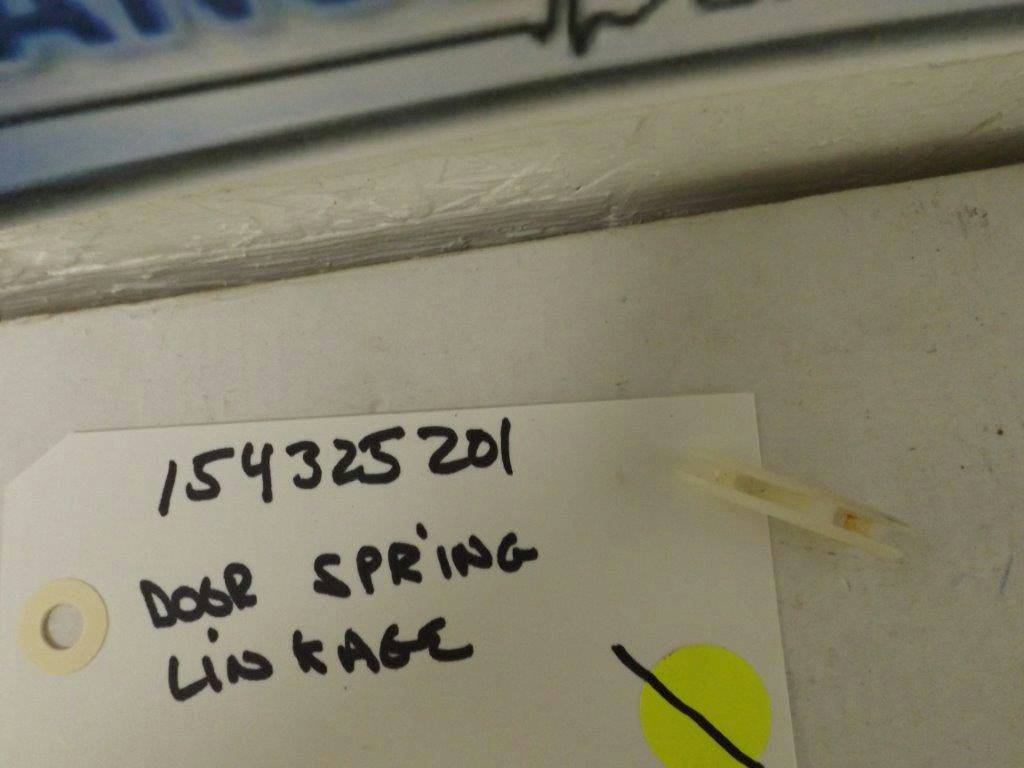 154325201
DOOR SPRING
LINKAGE